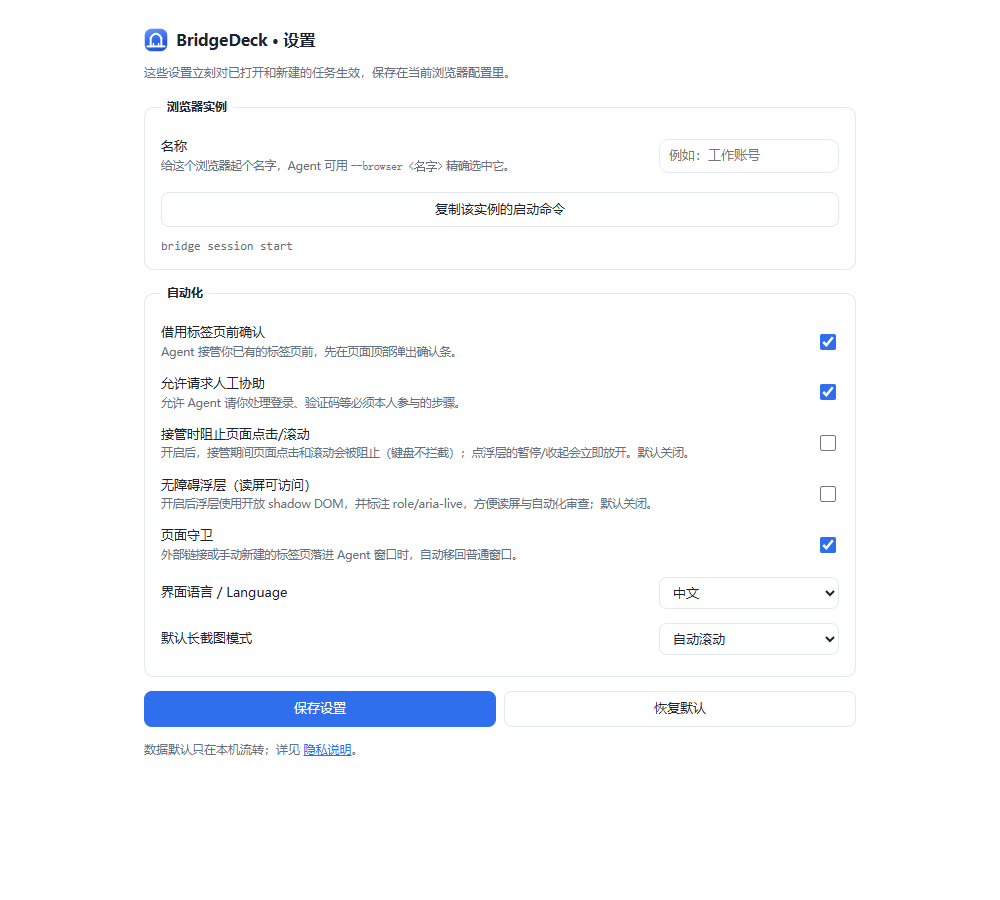 BridgeDeck • 设置
这些设置立刻对已打开和新建的任务生效，保存在当前浏览器配置里。
浏览器实例
名称
给这个浏览器起个名字，Agent 可用 --browser <名字> 精确选中它。
例如：工作账号
复制该实例的启动命令
bridge session start
自动化
借用标签页前确认
Agent 接管你已有的标签页前，先在页面顶部弹出确认条。
允许请求人工协助
允许 Agent 请你处理登录、验证码等必须本人参与的步骤。
接管时阻止页面点击/滚动
开启后，接管期间页面点击和滚动会被阻止（键盘不拦截）；点浮层的暂停/收起会立即放开。默认关闭。
无障碍浮层（读屏可访问）
开启后浮层使用开放 shadow DOM，并标注 role/aria-live，方便读屏与自动化审查；默认关闭。
页面守卫
外部链接或手动新建的标签页落进 Agent 窗口时，自动移回普通窗口。
界面语言 / Language
中文
默认长截图模式
自动滚动
保存设置
恢复默认
数据默认只在本机流转；详见 隐私说明。